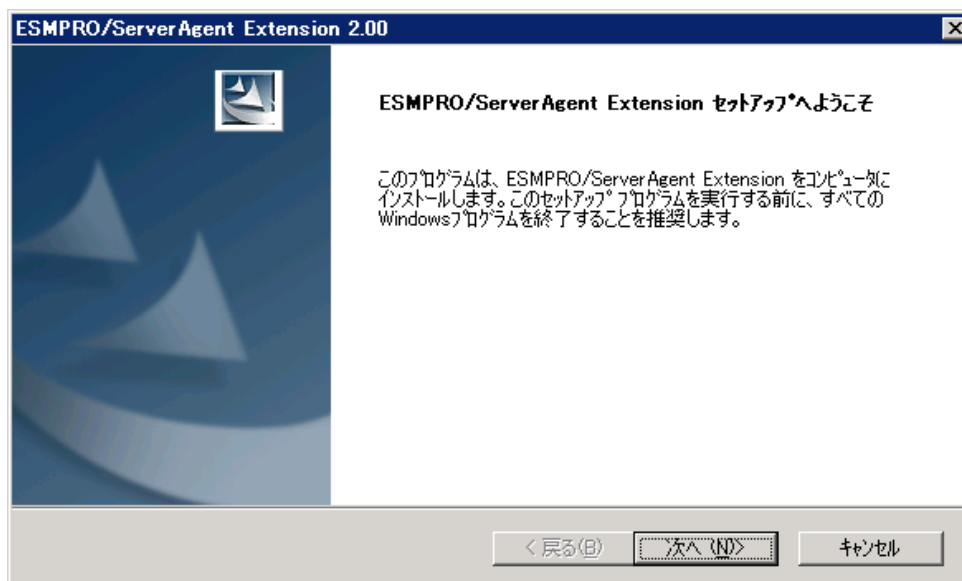 ESMPRO/ServerAgent Extension 2.00
ESMPRO/ServerAgent Extension ｾｯﾄｱｯﾌﾟへようこそ
このﾌﾟﾛｸﾞﾗﾑは、ESMPRO/ServerAgent Extension をｺﾝﾋﾟｭｰﾀに
ｲﾝｽﾄｰﾙします。このｾｯﾄｱｯﾌﾟ ﾌﾟﾛｸﾞﾗﾑを実行する前に、すべての
Windowsﾌﾟﾛｸﾞﾗﾑを終了することを推奨します。
< 戻る(B)
次へ (N)>
ｷｬﾝｾﾙ